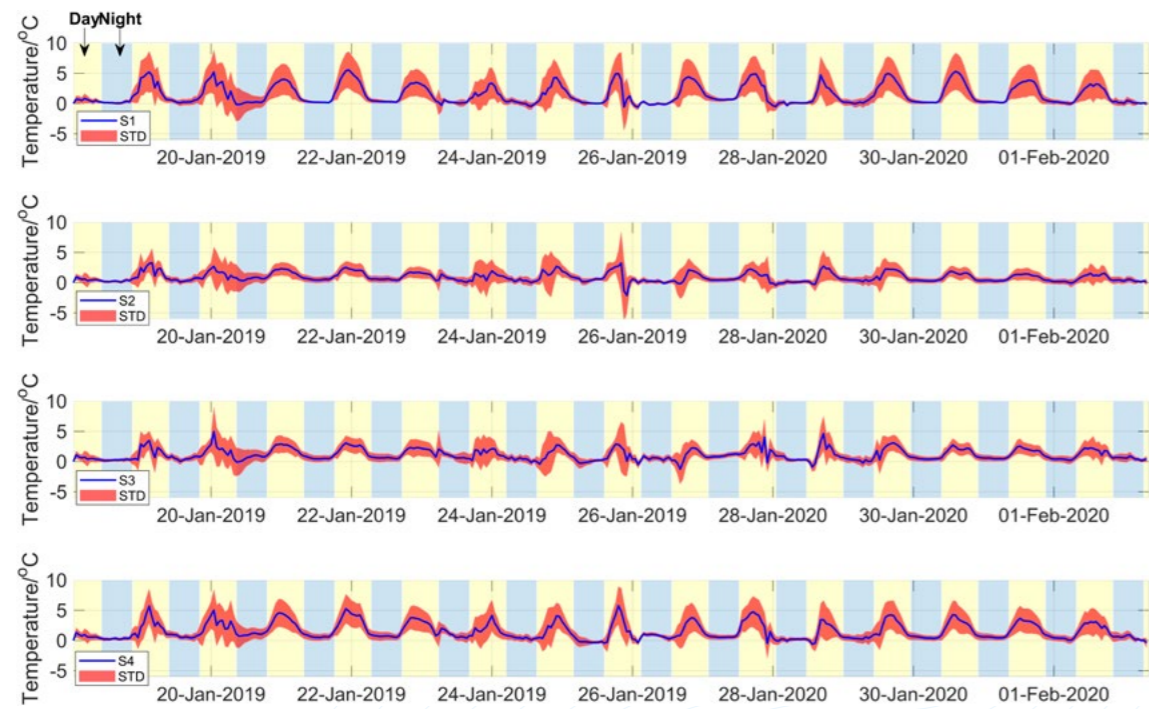 DayNight
Temperature/°C
10
5
0
-5
S1
STD
20-Jan-2019 22-Jan-2019 24-Jan-2019 26-Jan-2019 28-Jan-2020 30-Jan-2020 01-Feb-2020
Temperature/°C
10
5
0
-5
S2
STD
20-Jan-2019 22-Jan-2019 24-Jan-2019 26-Jan-2019 28-Jan-2020 30-Jan-2020 01-Feb-2020
Temperature/°C
10
5
0
-5
S3
STD
20-Jan-2019 22-Jan-2019 24-Jan-2019 26-Jan-2019 28-Jan-2020 30-Jan-2020 01-Feb-2020
Temperature/°C
10
5
0
-5
S4
STD
20-Jan-2019 22-Jan-2019 24-Jan-2019 26-Jan-2019 28-Jan-2020 30-Jan-2020 01-Feb-2020